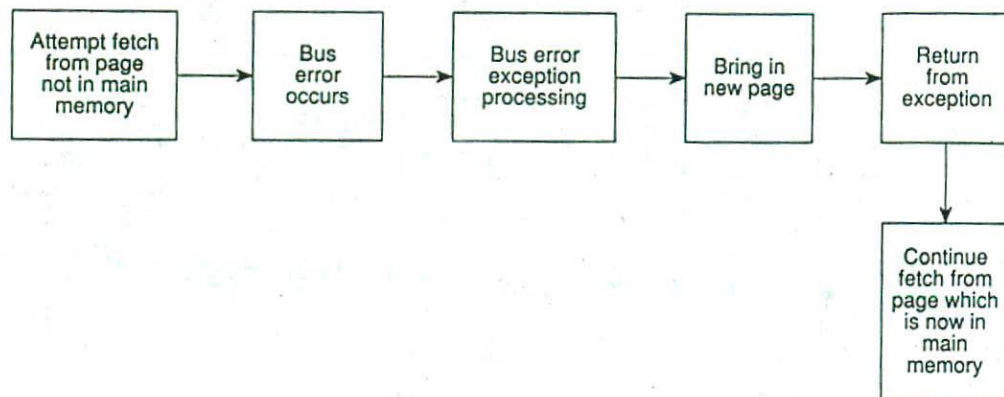 Attempt fetch
from page
not in main
memory
Bus
error
occurs
Bus error
exception
processing
Bring in
new page
Return
from
exception
Continue
fetch from
page which
is now in
main
memory